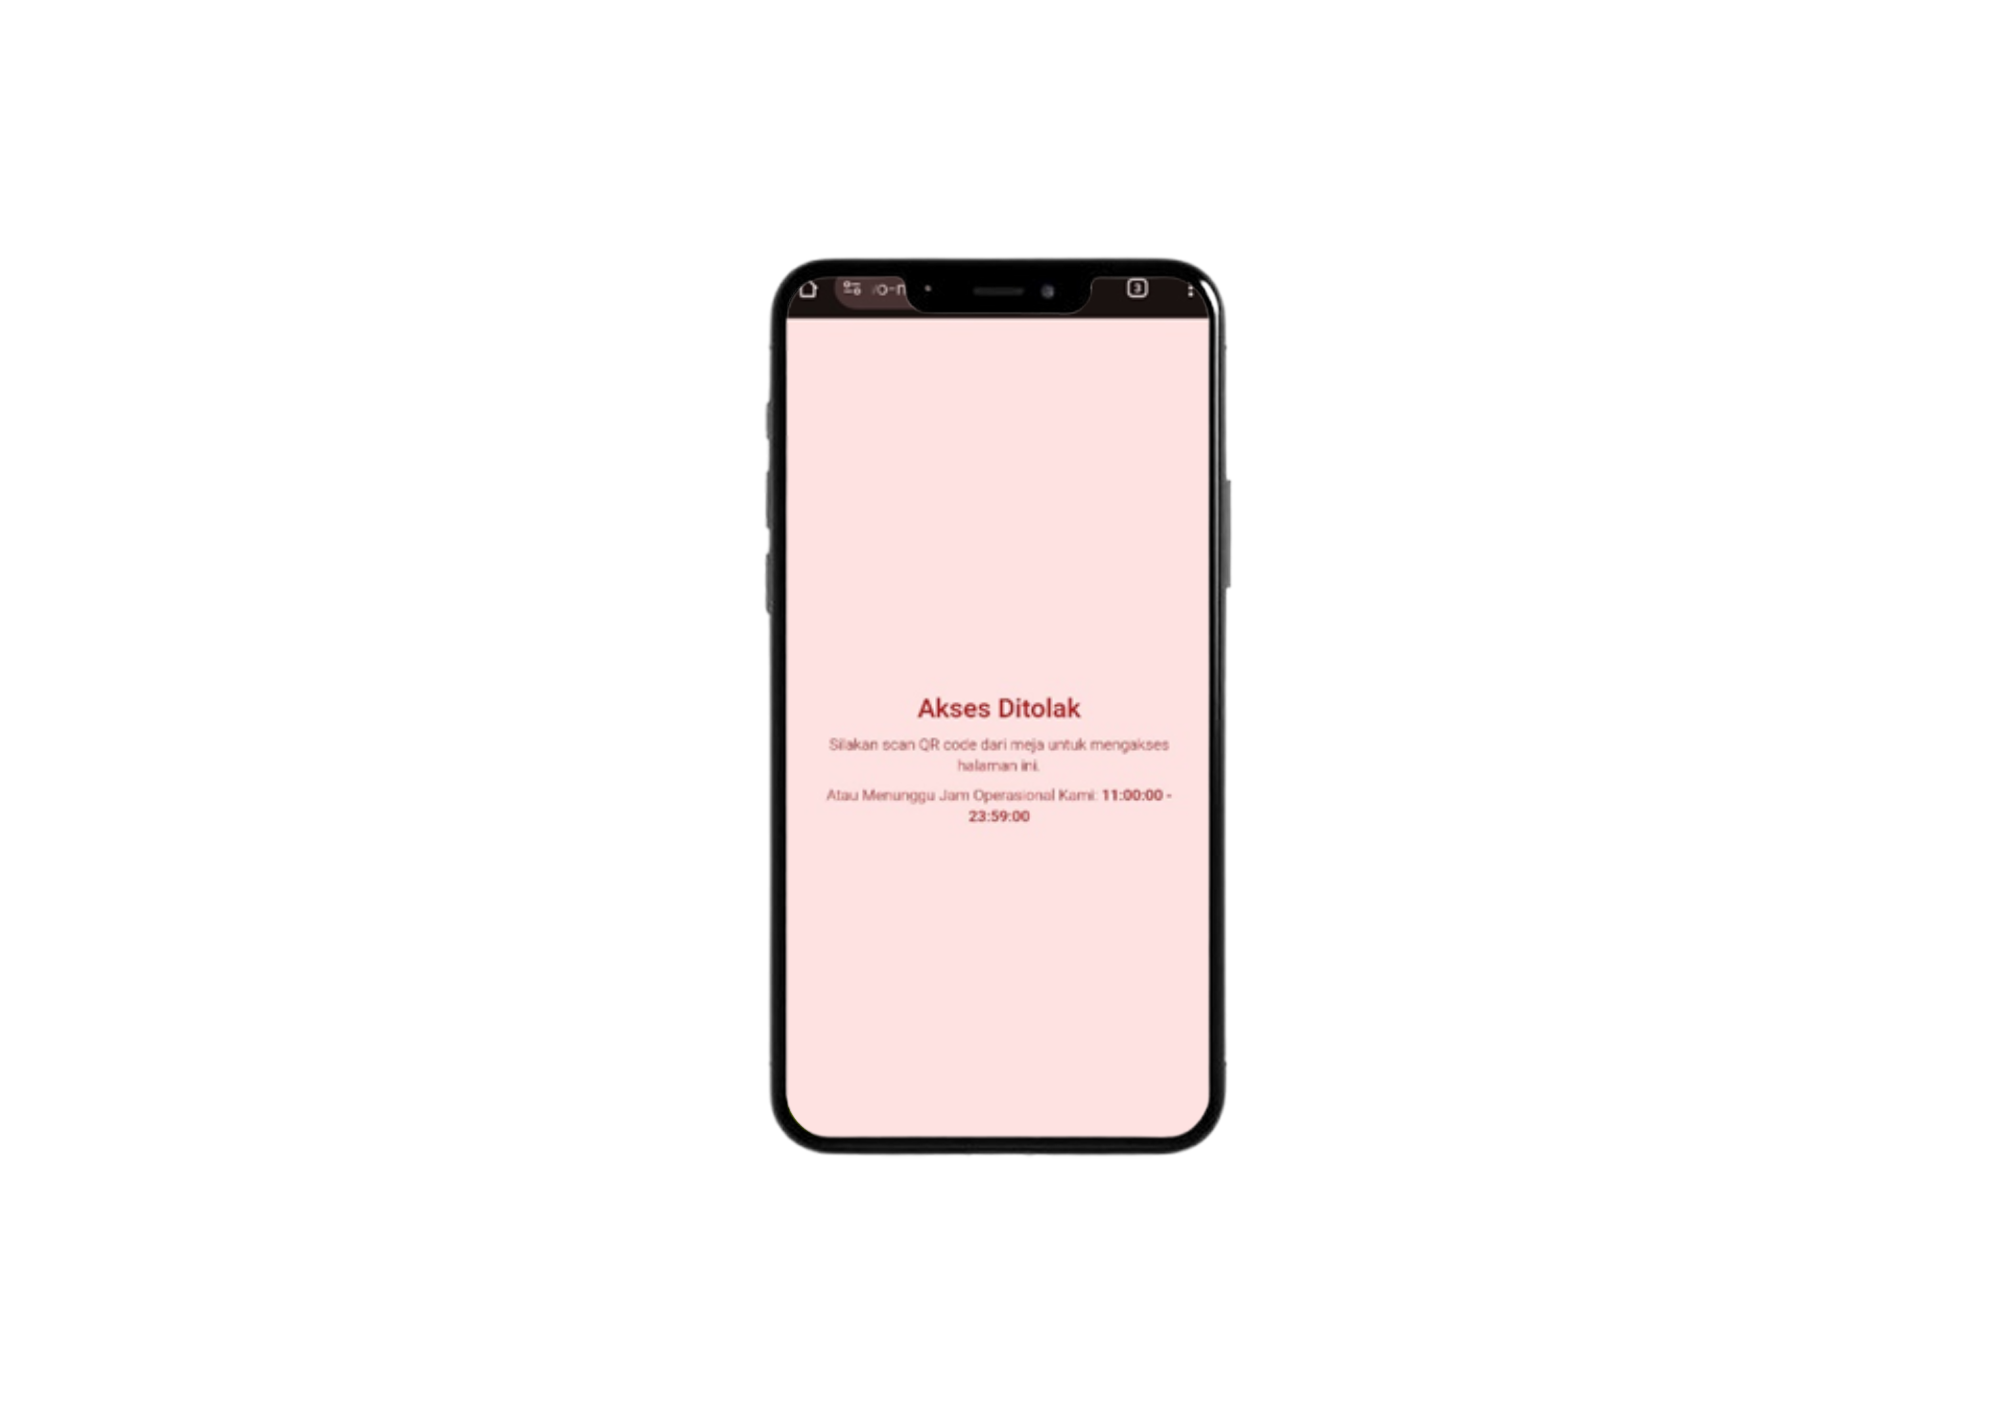 3
Akses Ditolak
Silakan scan QR code dari meja untuk mengakses
halaman ini.
Atau Menunggu Jam Operasional Kami: 11:00:00 -
23:59:00